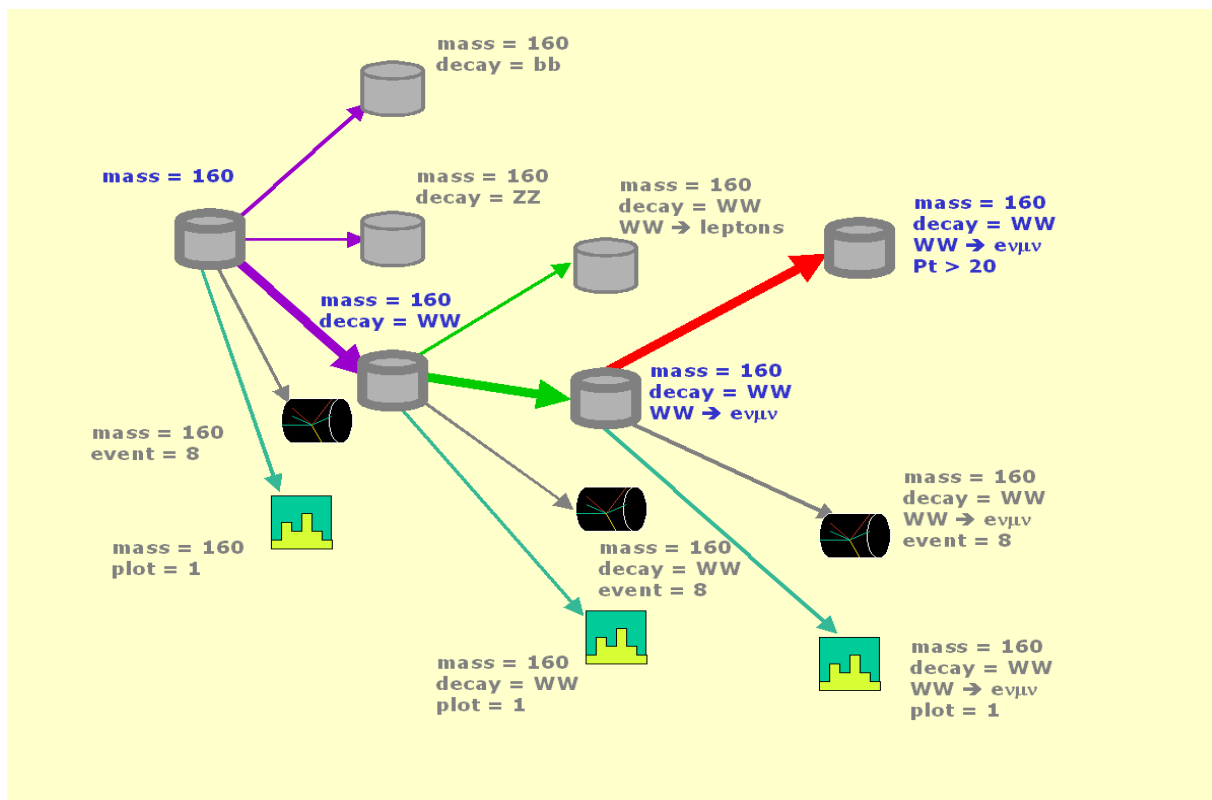 mass = 160
decay = bb
mass = 160
mass = 160
decay = ZZ
mass = 160
decay = WW
WW ➔ leptons
mass = 160
decay = WW
WW ➔ eνμν
Pt > 20
mass = 160
decay = WW
mass = 160
decay = WW
WW ➔ eνμν
mass = 160
event = 8
mass = 160
decay = WW
WW ➔ eνμν
event = 8
mass = 160
plot = 1
mass = 160
decay = WW
event = 8
mass = 160
decay = WW
plot = 1
mass = 160
decay = WW
WW ➔ eνμν
plot = 1